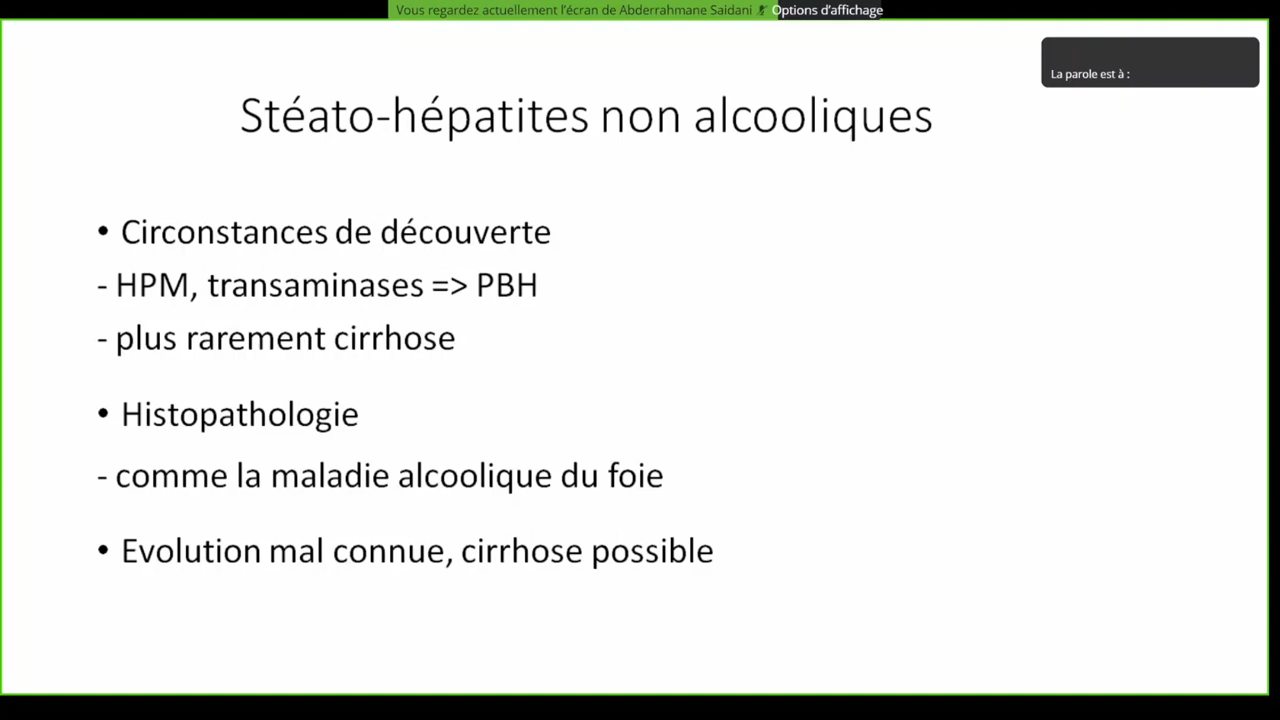 Vous regardez actuellement l'écran de Abderrahmane Saidani Options d'affichage
La parole est à :
Stéato-hépatites non alcooliques
• Circonstances de découverte
- HPM, transaminases => PBH
- plus rarement cirrhose
• Histopathologie
- comme la maladie alcoolique du foie
• Evolution mal connue, cirrhose possible